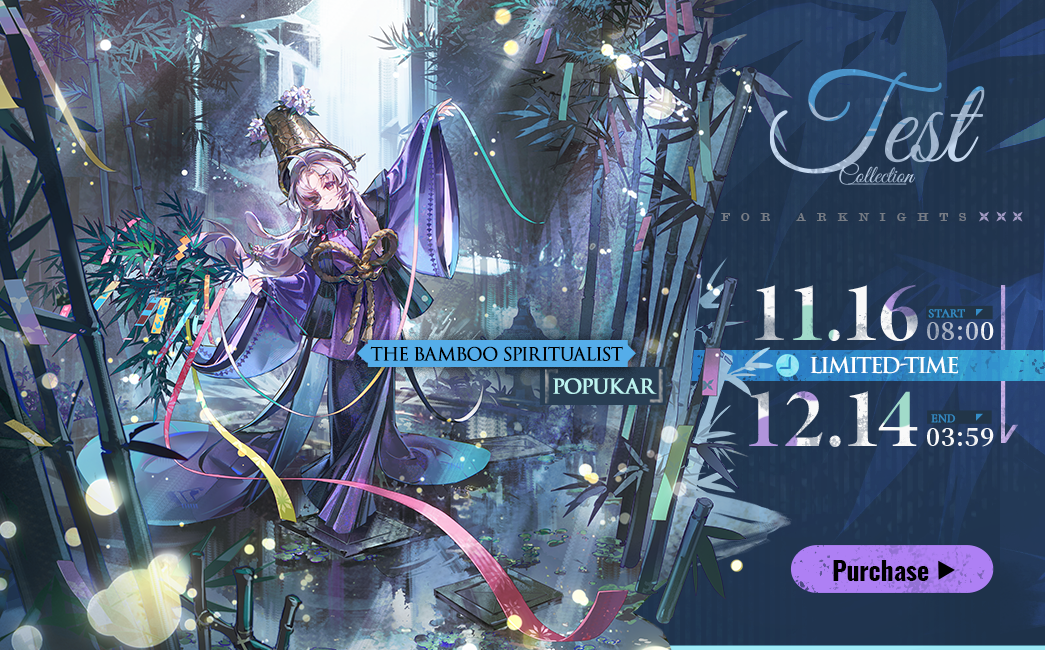 Test
Collection
FOR ARKNIGHTS
11.16 START 08:00
LIMITED-TIME
12.14 END 03:59
THE BAMBOO SPIRITUALIST
POPUKAR
Purchase